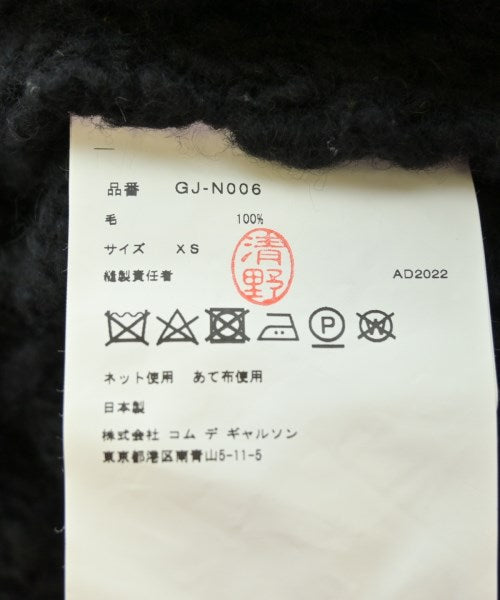 品番 GJ-N006
毛 100%
サイズ XS
縫製責任者 清野 AD2022
P
W
ネット使用 あて布使用
日本製
株式会社 コム デ ギャルソン
東京都港区南青山5-11-5